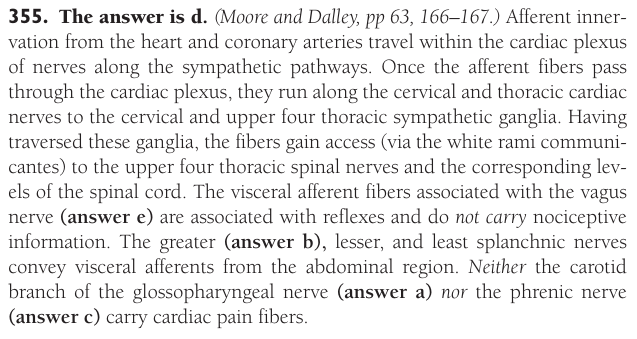 355. The answer is d. (Moore and Dalley, pp 63, 166–167.) Afferent inner-
vation from the heart and coronary arteries travel within the cardiac plexus
of nerves along the sympathetic pathways. Once the afferent fibers pass
through the cardiac plexus, they run along the cervical and thoracic cardiac
nerves to the cervical and upper four thoracic sympathetic ganglia. Having
traversed these ganglia, the fibers gain access (via the white rami communi-
cantes) to the upper four thoracic spinal nerves and the corresponding lev-
els of the spinal cord. The visceral afferent fibers associated with the vagus
nerve (answer e) are associated with reflexes and do not carry nociceptive
information. The greater (answer b), lesser, and least splanchnic nerves
convey visceral afferents from the abdominal region. Neither the carotid
branch of the glossopharyngeal nerve (answer a) nor the phrenic nerve
(answer c) carry cardiac pain fibers.